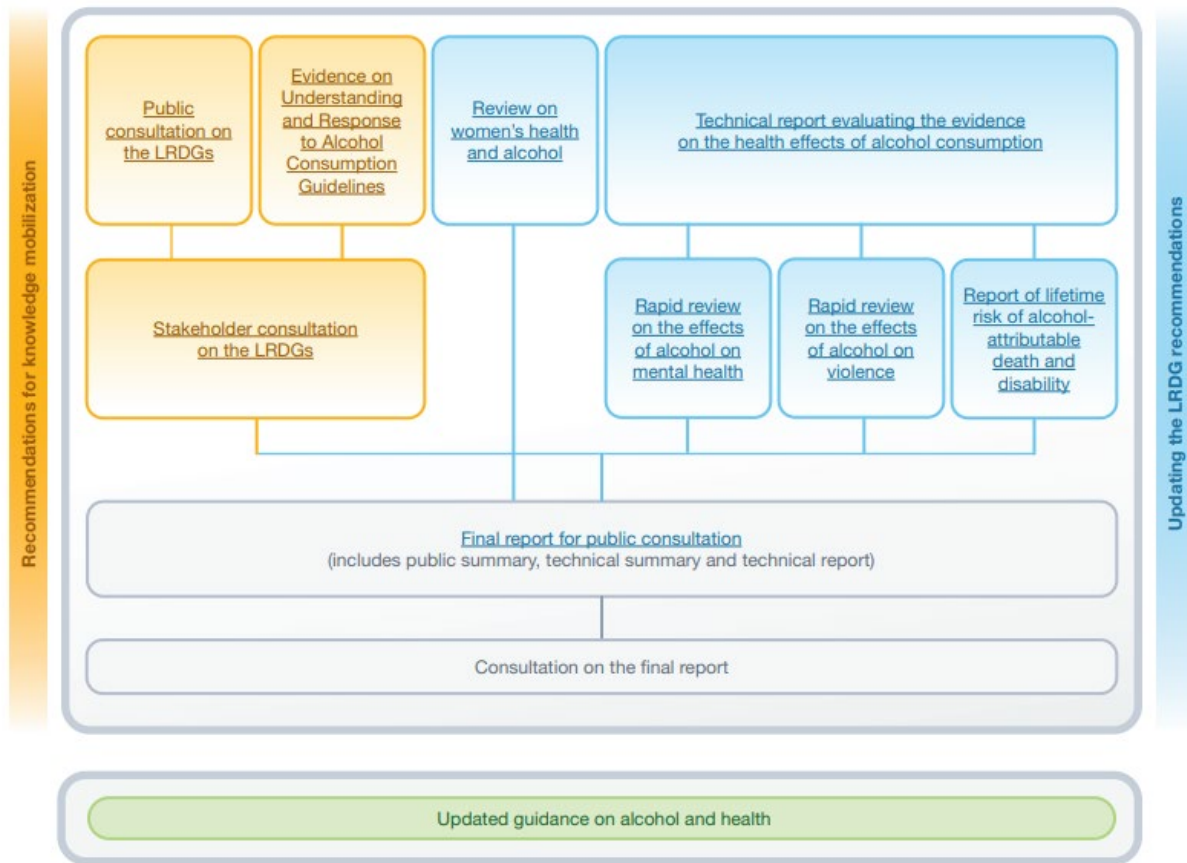 Recommendations for knowledge mobilization
Public
consultation on
the LRDGs
Evidence on
Understanding
and Response
to Alcohol
Consumption
Guidelines
Review on
women's health
and alcohol
Technical report evaluating the evidence
on the health effects of alcohol consumption
Stakeholder consultation
on the LRDGs
Rapid review
on the effects
of alcohol on
mental health
Rapid review
on the effects
of alcohol on
violence
Report of lifetime
risk of alcohol-
attributable
death and
disability
Final report for public consultation
(includes public summary, technical summary and technical report)
Consultation on the final report
Updated guidance on alcohol and health
Updating the LRDG recommendations